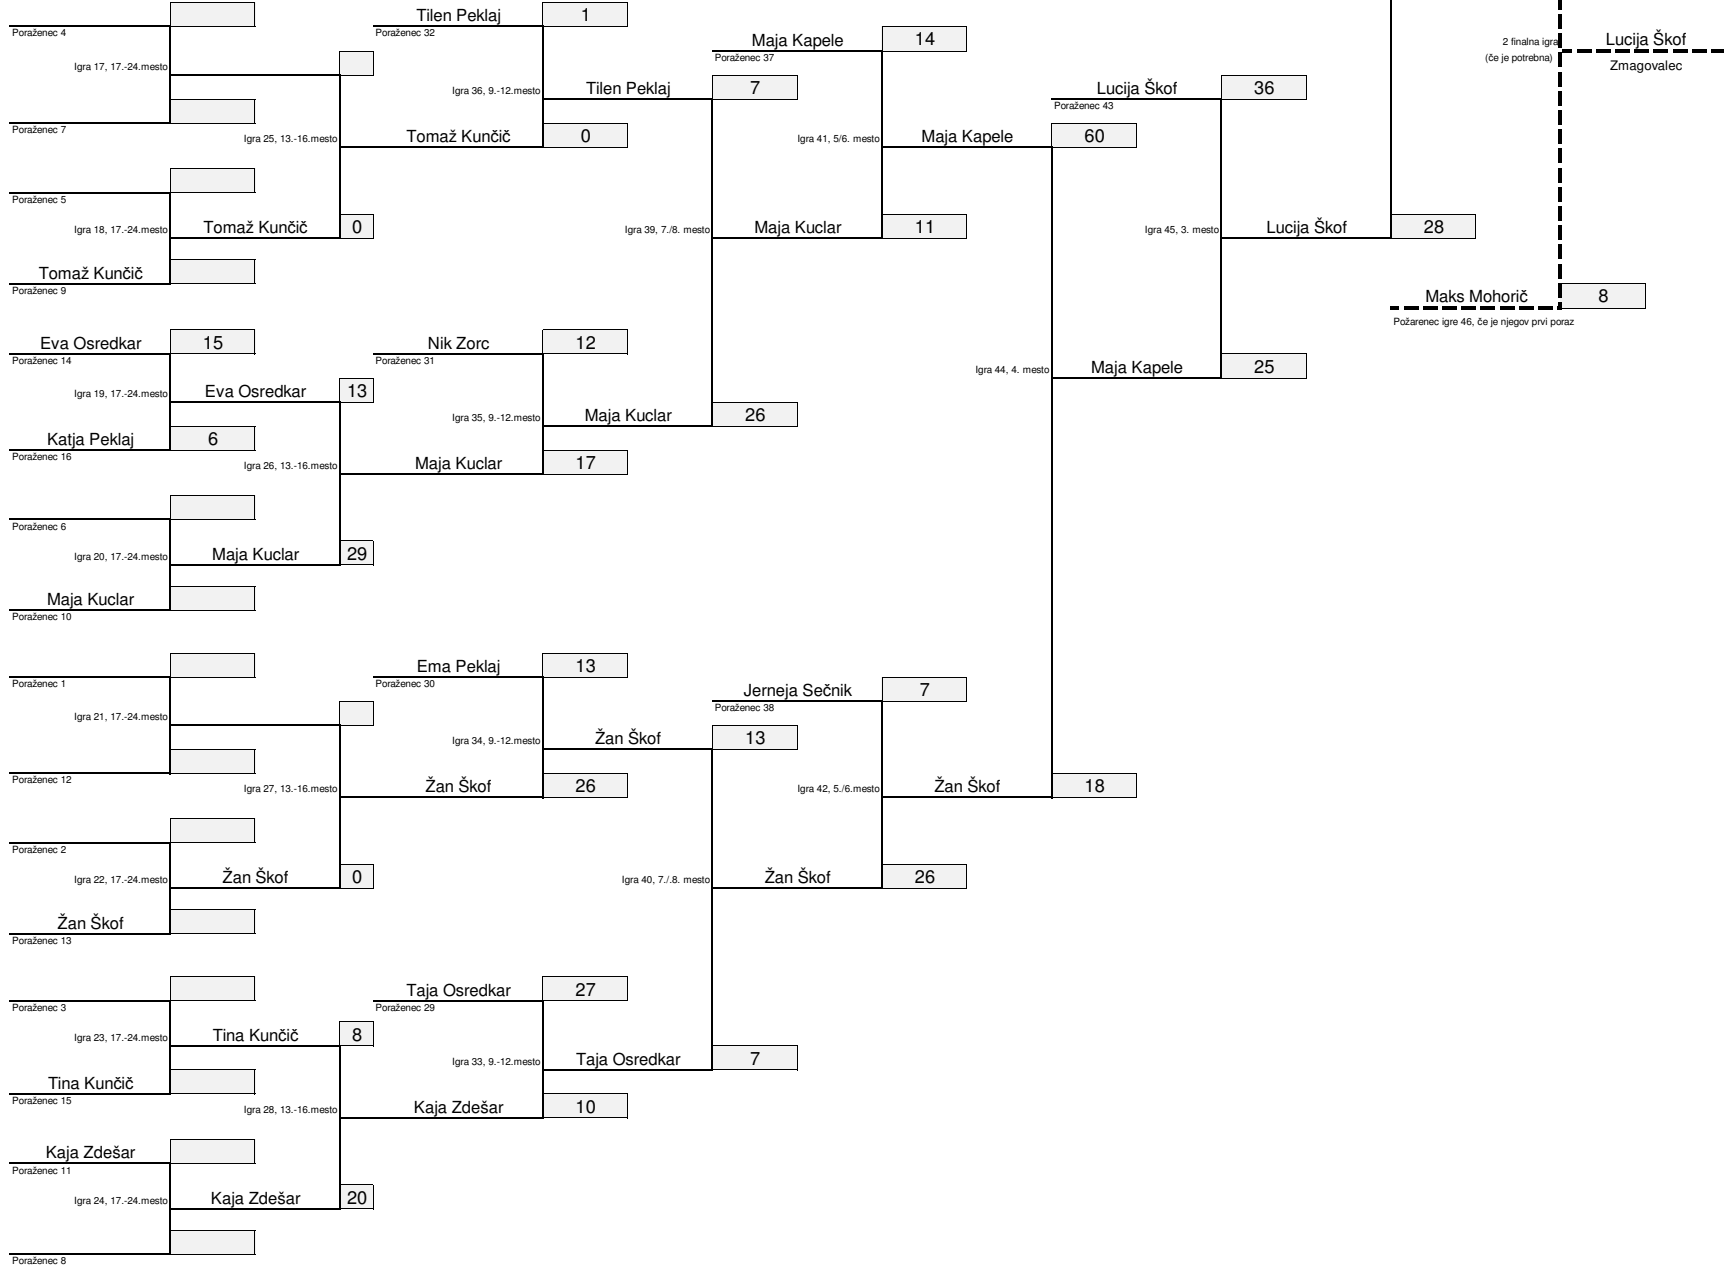 Poraženec 4
Igra 17, 17.-24.mesto
Poraženec 7
Igra 25, 13.-16.mesto
Poraženec 5
Igra 18, 17.-24.mesto
Tomaž Kunčič 0
Tomaž Kunčič
Poraženec 9
Eva Osredkar 15
Poraženec 14
Igra 19, 17.-24.mesto
Eva Osredkar 13
Katja Peklaj 6
Poraženec 16
Igra 26, 13.-16.mesto
Poraženec 6
Igra 20, 17.-24.mesto
Maja Kuclar 29
Maja Kuclar
Poraženec 10
Poraženec 1
Igra 21, 17.-24.mesto
Poraženec 12
Igra 27, 13.-16.mesto
Poraženec 2
Igra 22, 17.-24.mesto
Žan Škof 0
Žan Škof
Poraženec 13
Poraženec 3
Igra 23, 17.-24.mesto
Tina Kunčič 8
Tina Kunčič
Poraženec 15
Igra 28, 13.-16.mesto
Kaja Zdešar
Poraženec 11
Igra 24, 17.-24.mesto
Kaja Zdešar 20
Poraženec 8
Tilen Peklaj 1
Poraženec 32
Igra 36, 9.-12.mesto
Tilen Peklaj 7
Tomaž Kunčič 0
Igra 39, 7./8. mesto
Nik Zorc 12
Poraženec 31
Igra 35, 9.-12.mesto
Maja Kuclar 26
Maja Kuclar 17
Ema Peklaj 13
Poraženec 30
Igra 34, 9.-12.mesto
Žan Škof 13
Žan Škof 26
Igra 40, 7./.8. mesto
Taja Osredkar 27
Poraženec 29
Igra 33, 9.-12.mesto
Taja Osredkar 7
Kaja Zdešar 10
Maja Kapele 14
Poraženec 37
Igra 41, 5/6. mesto
Maja Kapele 60
Maja Kuclar 11
Igra 44, 4. mesto
Jerneja Sečnik 7
Poraženec 38
Igra 42, 5./6.mesto
Žan Škof 18
Žan Škof 26
Lucija Škof 36
Poraženec 43
Igra 45, 3. mesto
Lucija Škof 28
Maja Kapele 25
2 finalna igra
(če je potrebna)
Lucija Škof
Zmagovalec
Maks Mohorič 8
Požarenec igre 46, če je njegov prvi poraz